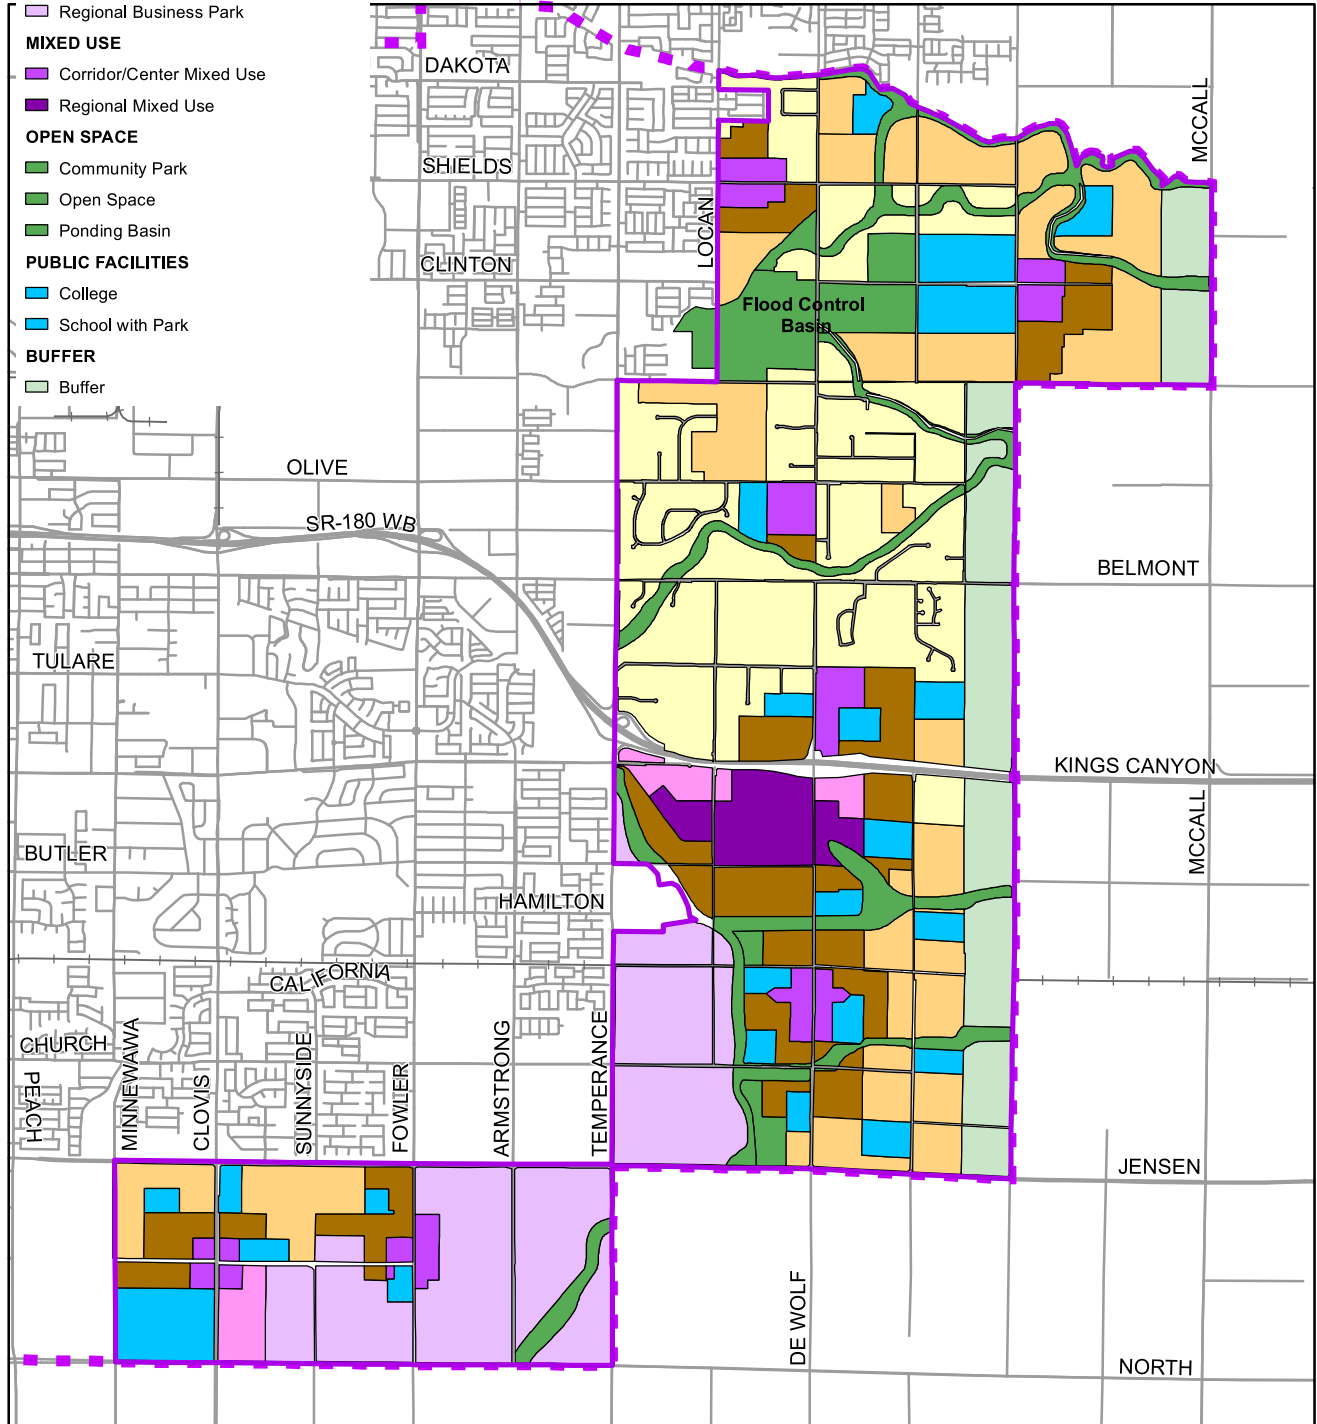 Regional Business Park
MIXED USE
Corridor/Center Mixed Use
Regional Mixed Use
OPEN SPACE
Community Park
Open Space
Ponding Basin
PUBLIC FACILITIES
College
School with Park
BUFFER
Buffer
DAKOTA
SHIELDS
CLINTON
LOCAN
MCCALL
Flood Control
Basin
OLIVE
SR-180 WB
BELMONT
TULARE
KINGS CANYON
BUTLER
MCCALL
HAMILTON
CALIFORNIA
CHURCH
PEACH
MINNEWAWA
CLOVIS
SUNNYSIDE
FOWLER
ARMSTRONG
TEMPERANCE
JENSEN
DE WOLF
NORTH